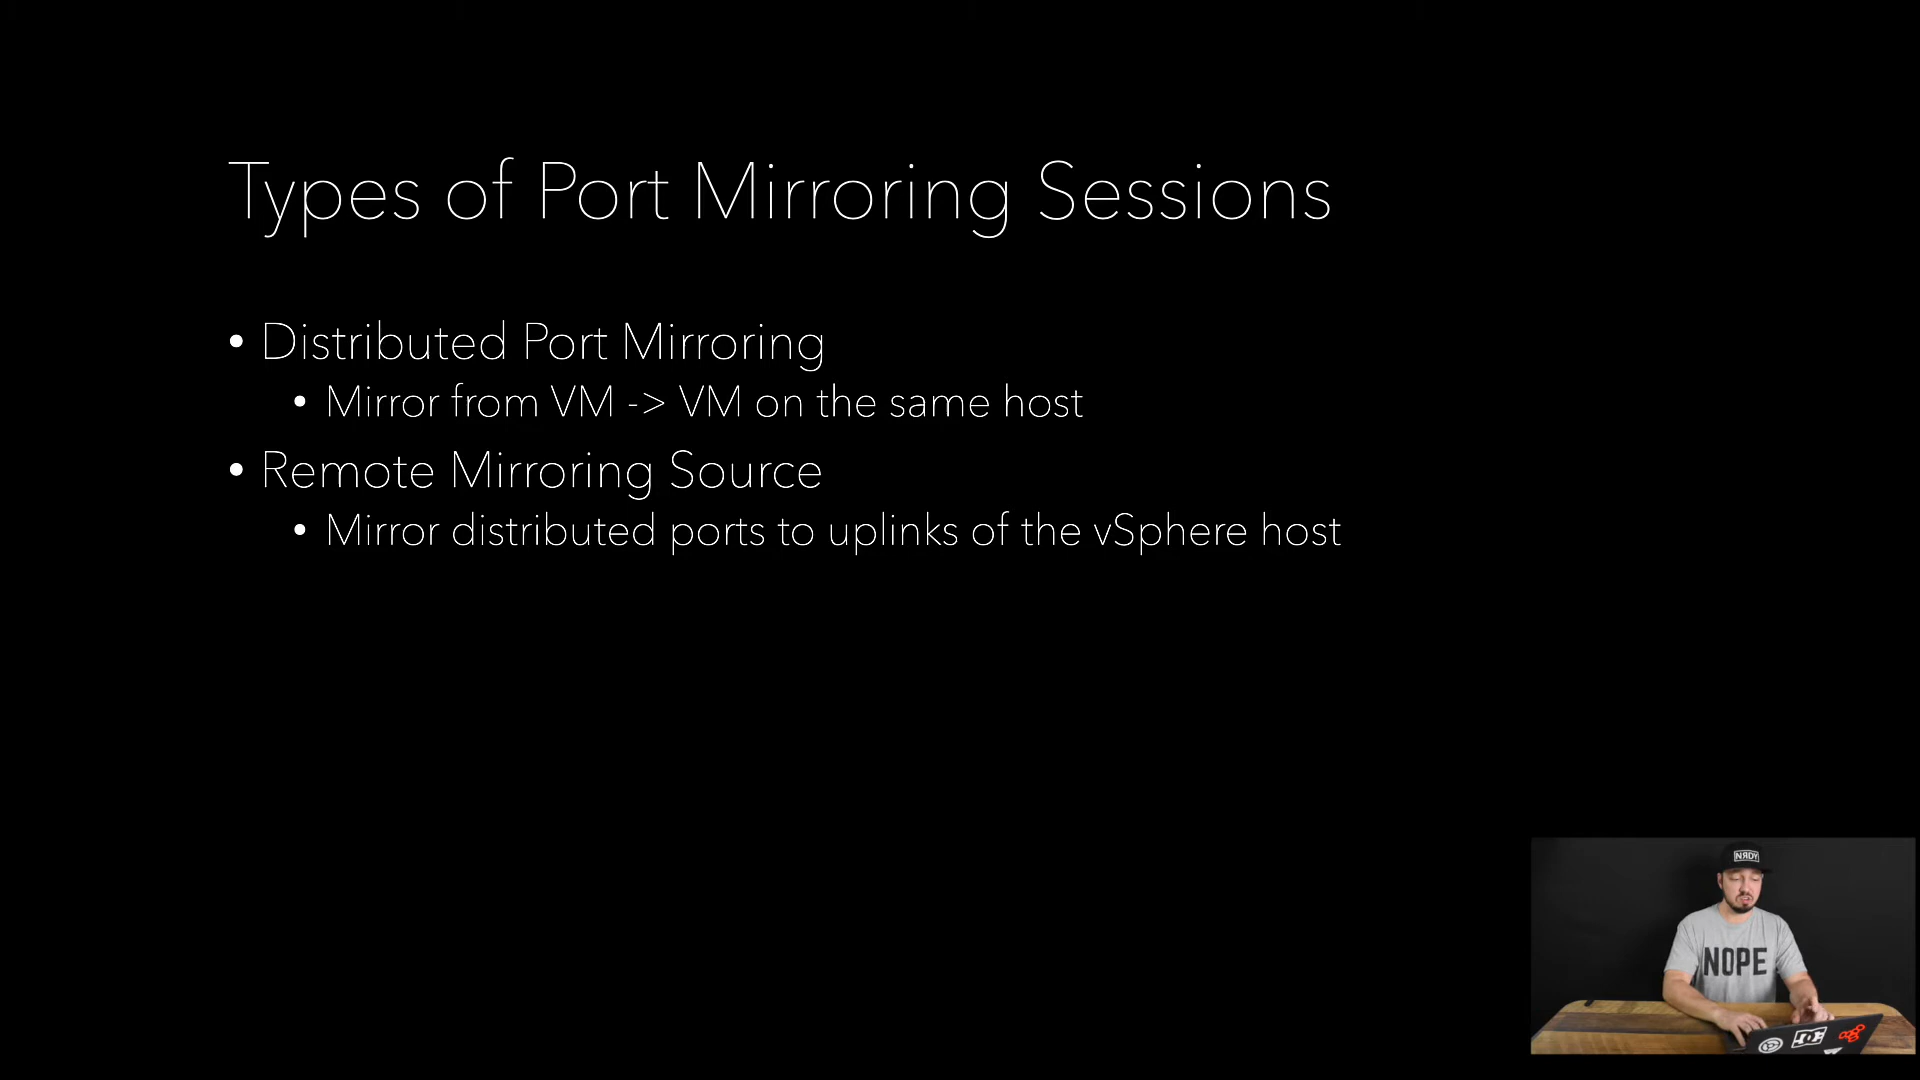 Types of Port Mirroring Sessions
• Distributed Port Mirroring
• Mirror from VM -> VM on the same host
• Remote Mirroring Source
• Mirror distributed ports to uplinks of the vSphere host
NRDY
NOPE
DC